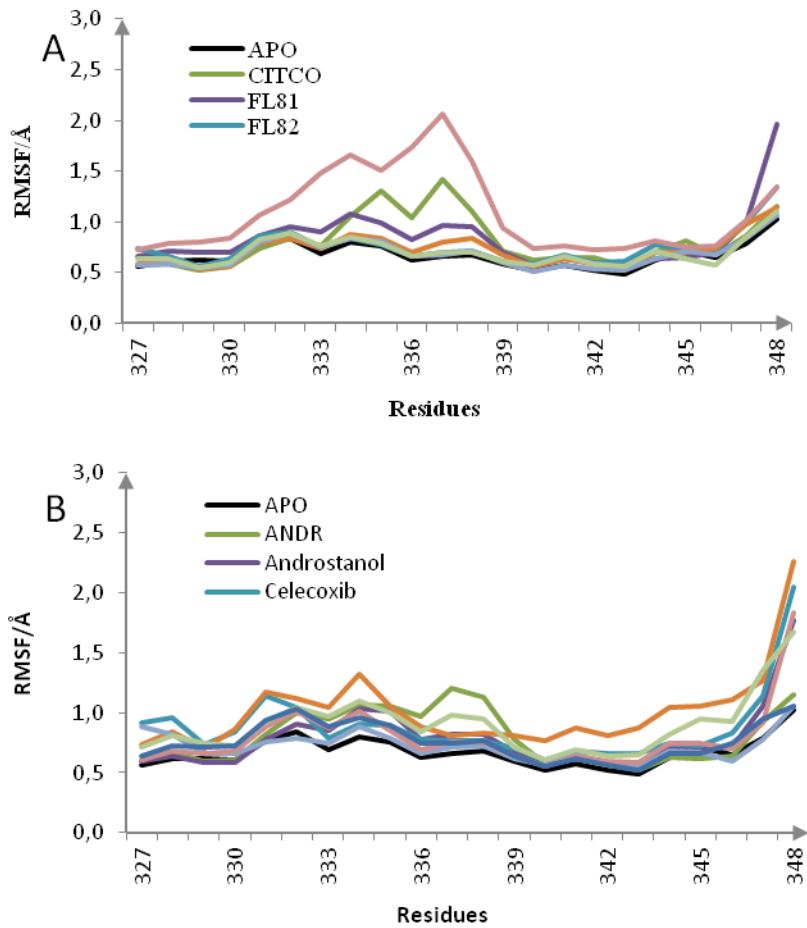 A
3,0
2,5
2,0
1,5
1,0
0,5
0,0
RMSF/Å
APO
CITCO
FL81
FL82
327
330
333
336
339
342
345
348
Residues
B
3,0
2,5
2,0
1,5
1,0
0,5
0,0
RMSF/Å
APO
ANDR
Androstanol
Celecoxib
327
330
333
336
339
342
345
348
Residues